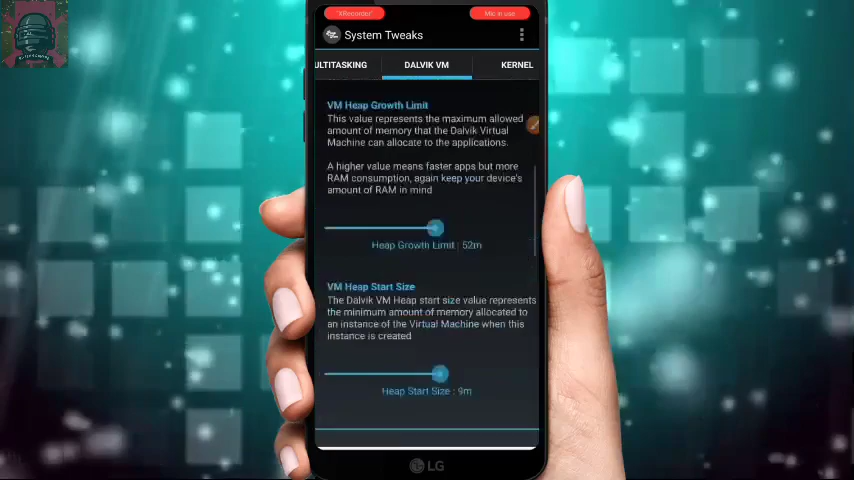 XRecorder
Mic in use
System Tweaks
ULTITASKING
DALVIK VM
KERNEL
VM Heap Growth Limit
This value represents the maximum allowed
amount of memory that the Dalvik Virtual
Machine can allocate to the applications.
A higher value means faster apps but more
RAM consumption, again keep your device's
amount of RAM in mind
Heap Growth Limit : 52m
VM Heap Start Size
The Dalvik VM Heap start size value represents
the minimum amount of memory allocated to
an instance of the Virtual Machine when this
instance is created
Heap Start Size : 9m
LG